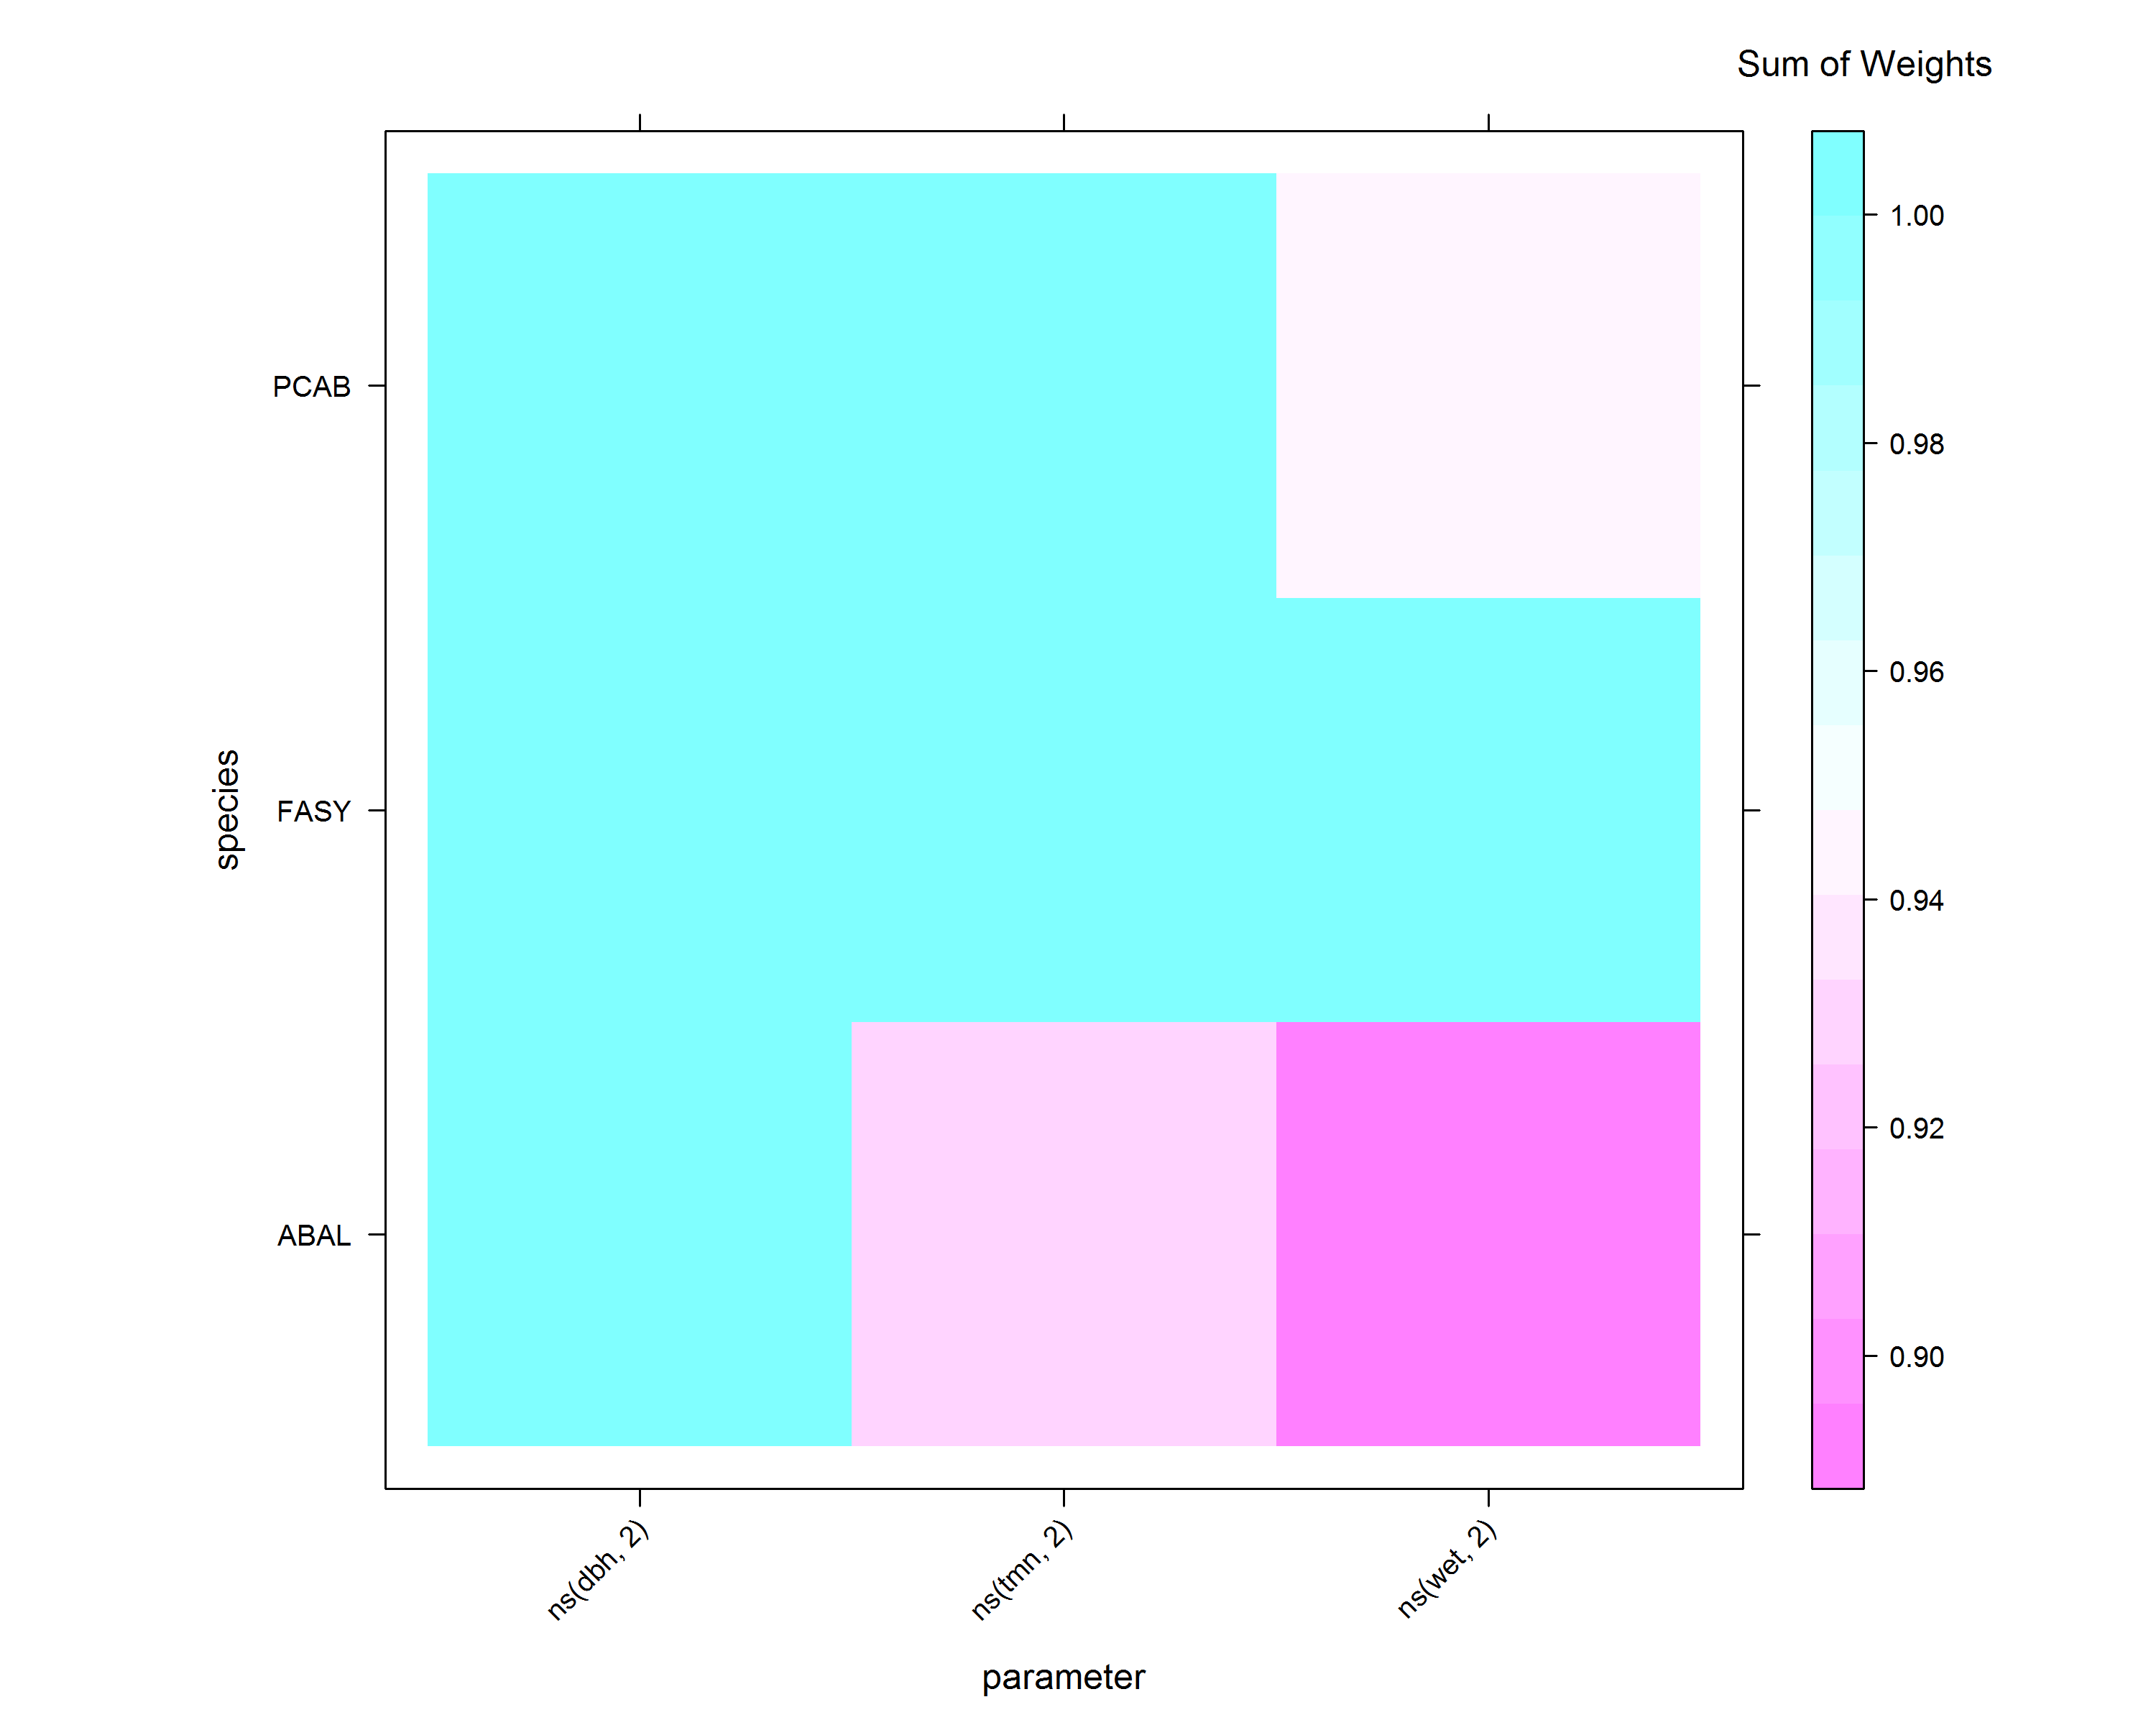 Sum of Weights
1.00
0.98
0.96
0.94
0.92
0.90
PCAB
FASY
ABAL
species
ns(dbh, 2)
ns(tmn, 2)
ns(wet, 2)
parameter